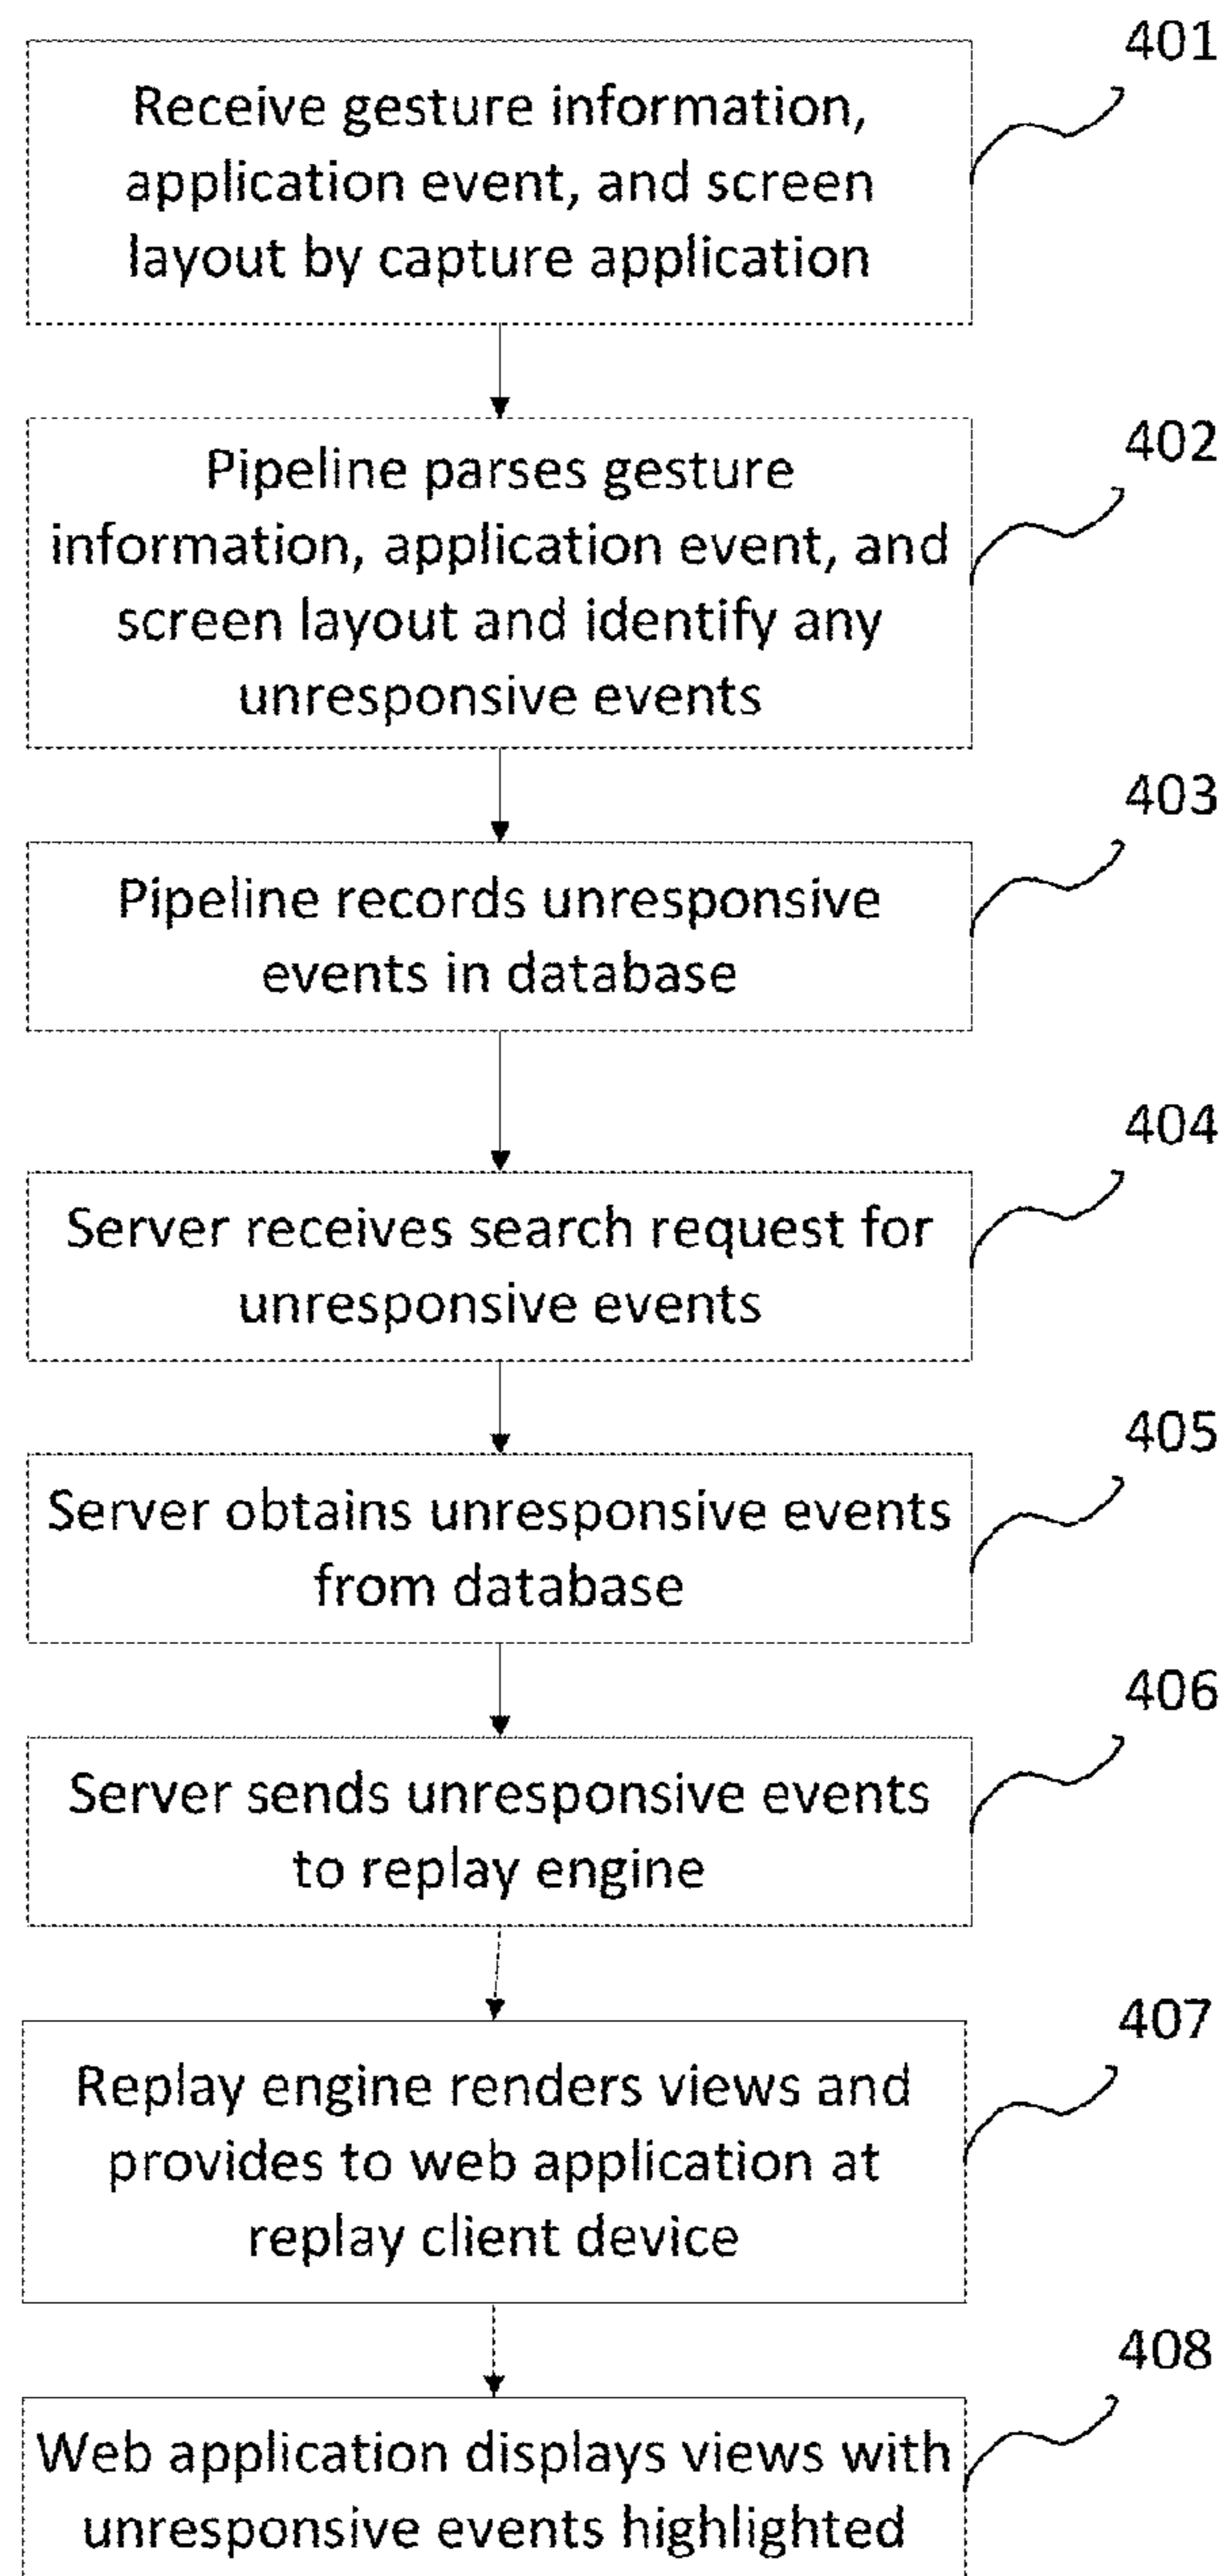 401
Receive gesture information,
application event, and screen
layout by capture application
402
Pipeline parses gesture
information, application event, and
screen layout and identify any
unresponsive events
403
Pipeline records unresponsive
events in database
404
Server receives search request for
unresponsive events
405
Server obtains unresponsive events
from database
406
Server sends unresponsive events
to replay engine
407
Replay engine renders views and
provides to web application at
replay client device
408
Web application displays views with
unresponsive events highlighted